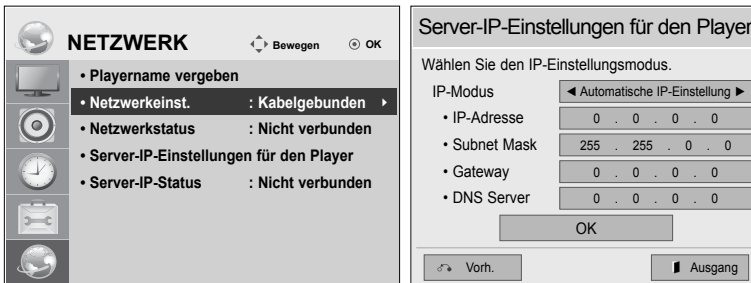 NETZWERK Bewegen OK
• Playername vergeben
• Netzwerkeinst. : Kabelgebunden
• Netzwerkstatus : Nicht verbunden
• Server-IP-Einstellungen für den Player
• Server-IP-Status : Nicht verbunden
Server-IP-Einstellungen für den Player
Wählen Sie den IP-Einstellungsmodus.
IP-Modus ◀ Automatische IP-Einstellung ▶
• IP-Adresse 0 . 0 . 0 . 0
• Subnet Mask 255 . 255 . 0 . 0
• Gateway 0 . 0 . 0 . 0
• DNS Server 0 . 0 . 0 . 0
OK
Vorh. Ausgang